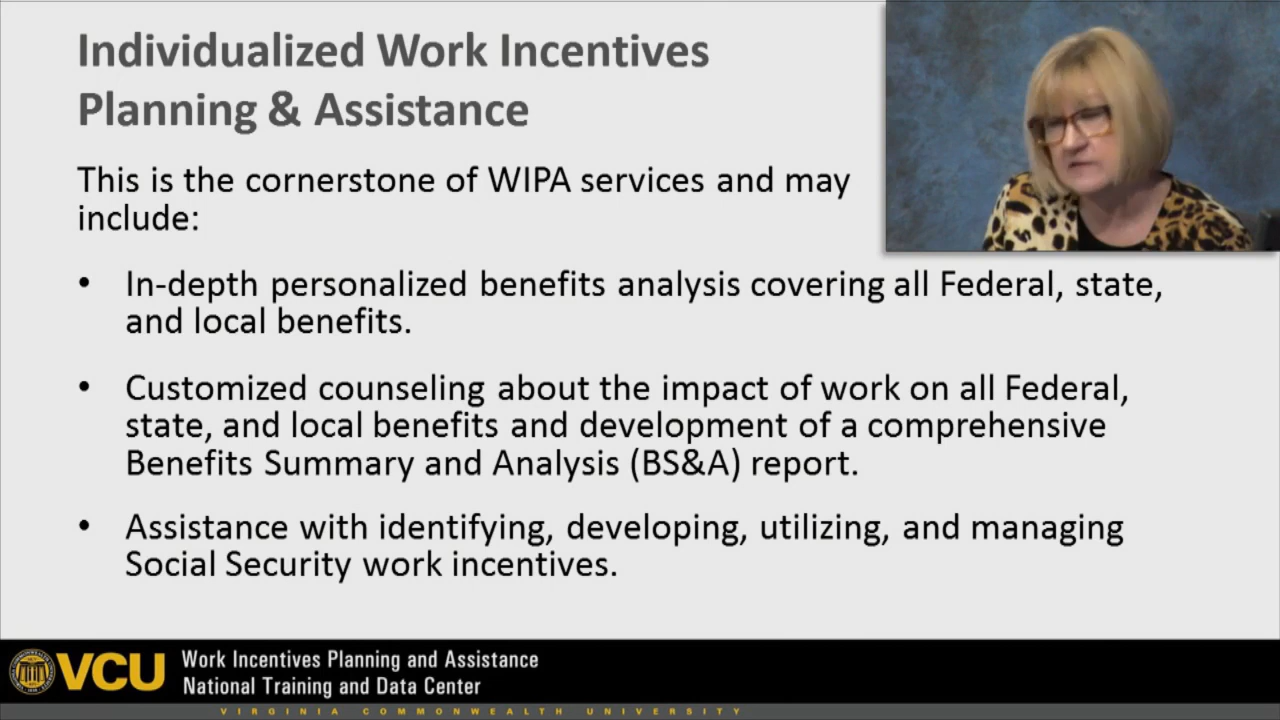 Individualized Work Incentives
Planning & Assistance
This is the cornerstone of WIPA services and may
include:
• In-depth personalized benefits analysis covering all Federal, state,
and local benefits.
• Customized counseling about the impact of work on all Federal,
state, and local benefits and development of a comprehensive
Benefits Summary and Analysis (BS&A) report.
• Assistance with identifying, developing, utilizing, and managing
Social Security work incentives.
VCU
Work Incentives Planning and Assistance
National Training and Data Center
VIRGINIA COMMONWEALTH UNIVERSITY